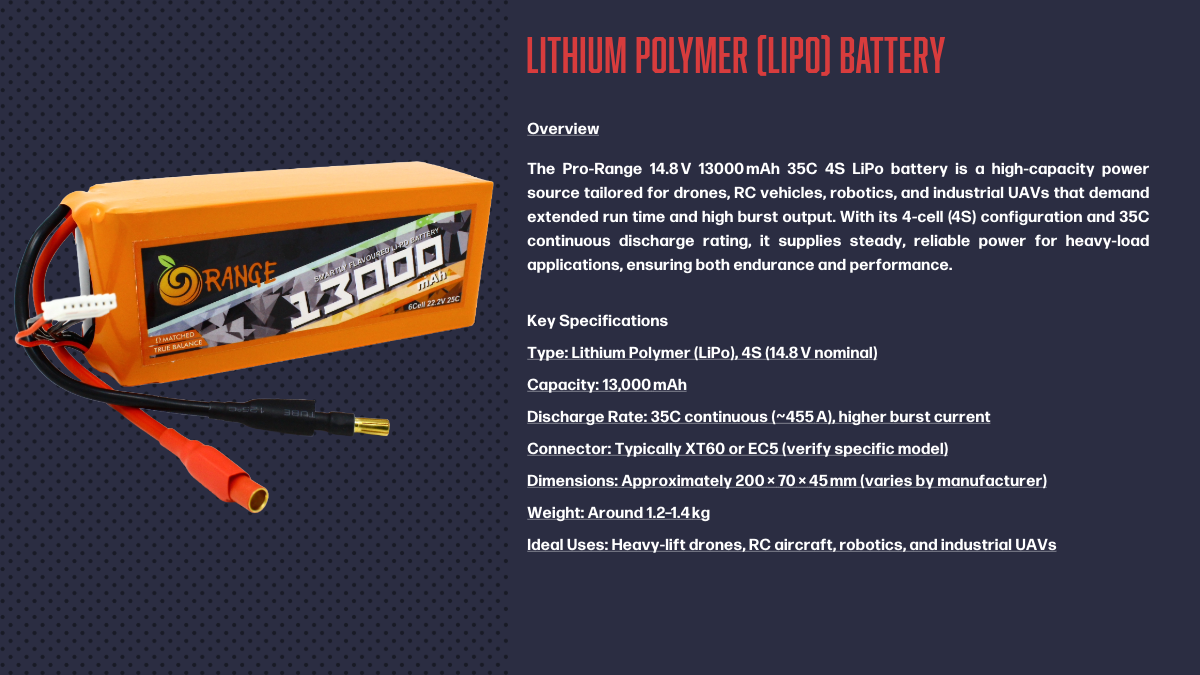 LITHIUM POLYMER (LIPO) BATTERY
Overview
The Pro-Range 14.8 V 13000 mAh 35C 4S LiPo battery is a high-capacity power
source tailored for drones, RC vehicles, robotics, and industrial UAVs that demand
extended run time and high burst output. With its 4-cell (4S) configuration and 35C
continuous discharge rating, it supplies steady, reliable power for heavy-load
applications, ensuring both endurance and performance.
Key Specifications
Type: Lithium Polymer (LiPo), 4S (14.8 V nominal)
Capacity: 13,000 mAh
Discharge Rate: 35C continuous (~455 A), higher burst current
Connector: Typically XT60 or EC5 (verify specific model)
Dimensions: Approximately 200 × 70 × 45 mm (varies by manufacturer)
Weight: Around 1.2–1.4 kg
Ideal Uses: Heavy-lift drones, RC aircraft, robotics, and industrial UAVs
RANGE
SMARTLY FLAVOURED LI-PO BATTERY
13000
mAh
6Cell 22.2V 25C
MATCHED
TRUE BALANCE